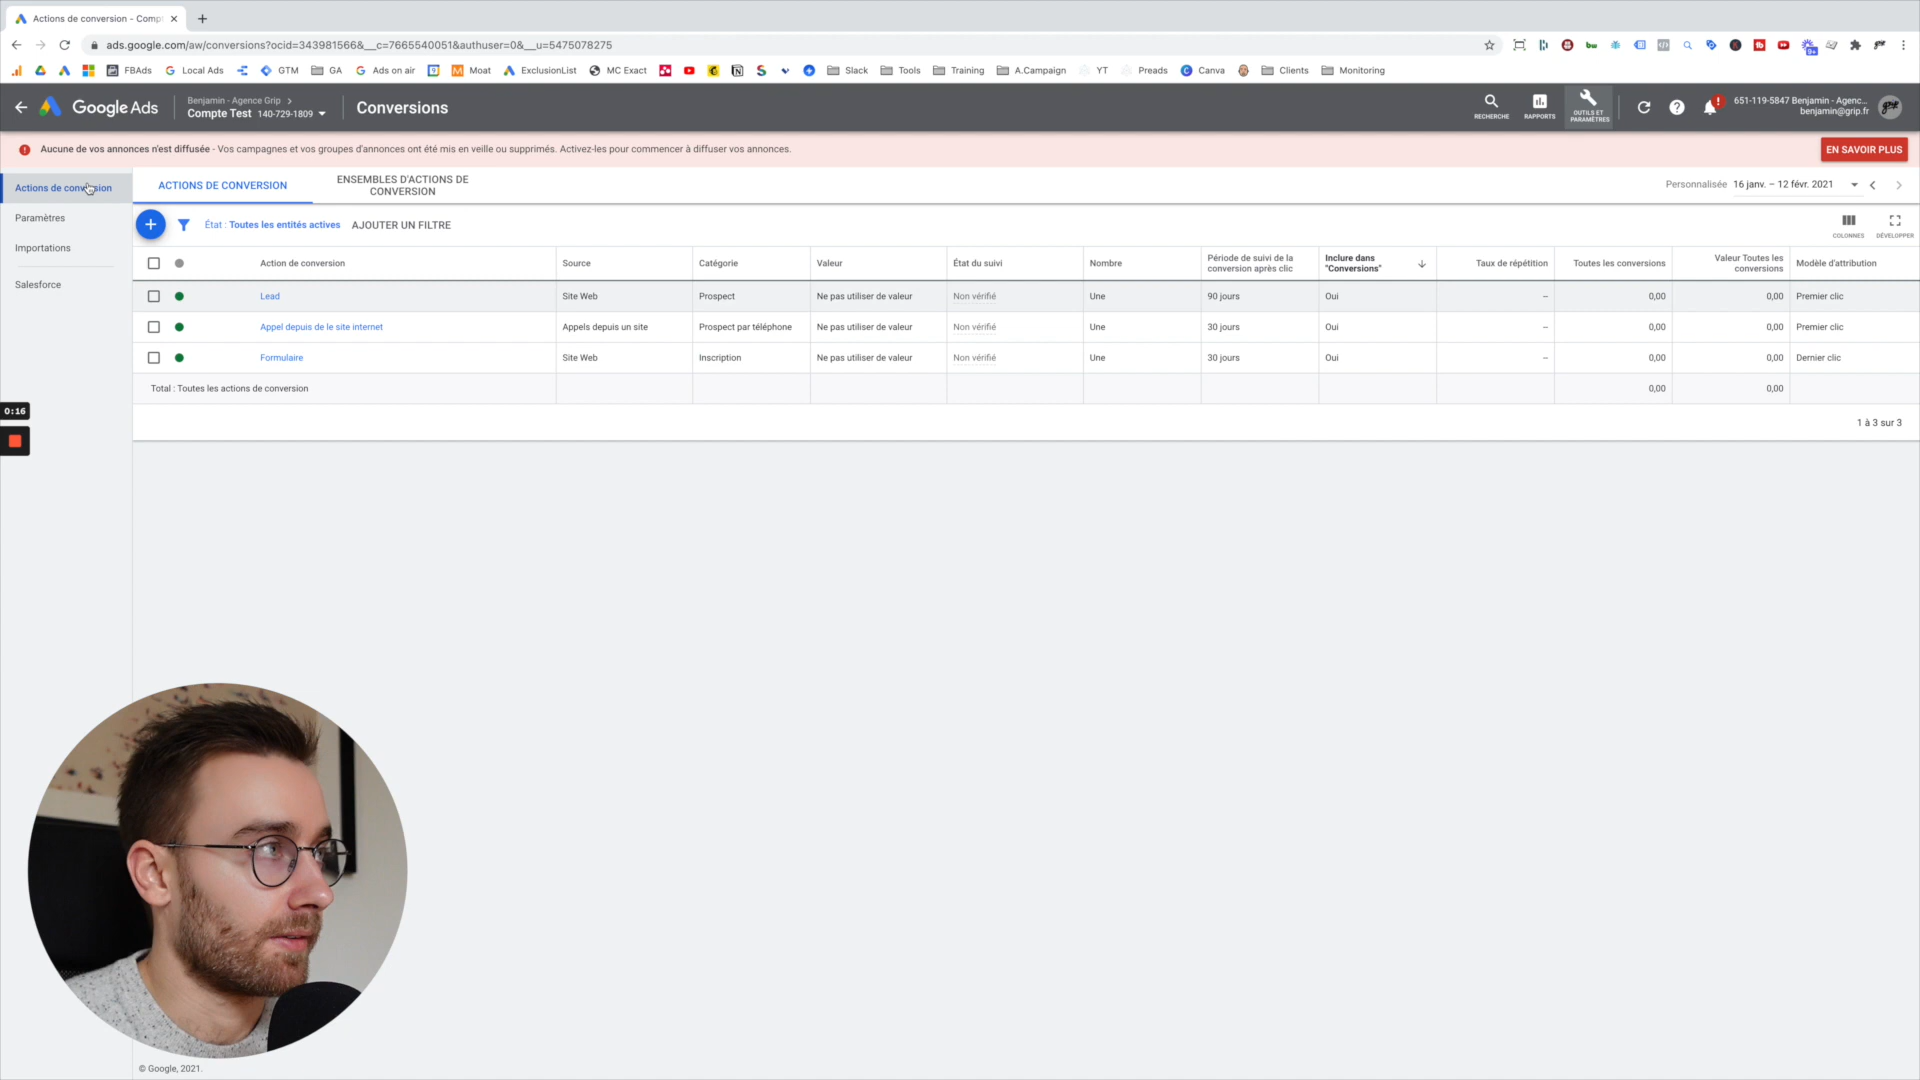 Actions de conversion - Comp
ads.google.com/aw/conversions?ocid=343981566&__c=7665540051&authuser=0&__u=5475078275
FBAds
Local Ads
GTM
GA
Ads on air
Moat
ExclusionList
MC Exact
Slack
Tools
Training
A.Campaign
YT
Preads
Canva
Clients
Monitoring
Google Ads
Benjamin - Agence Grip
Compte Test 140-729-1809
Conversions
RECHERCHE
RAPPORTS
OUTILS ET PARAMÈTRES
651-119-5847 Benjamin - Agenc...
benjamin@grip.fr
Aucune de vos annonces n'est diffusée - Vos campagnes et vos groupes d'annonces ont été mis en veille ou supprimés. Activez-les pour commencer à diffuser vos annonces.
EN SAVOIR PLUS
Actions de conversion
Paramètres
Importations
Salesforce
ACTIONS DE CONVERSION
ENSEMBLES D'ACTIONS DE CONVERSION
Personnalisée 16 janv. – 12 févr. 2021
État : Toutes les entités actives
AJOUTER UN FILTRE
COLONNES
DÉVELOPPER
Action de conversion Source Catégorie Valeur État du suivi Nombre Période de suivi de la conversion après clic Inclure dans "Conversions" Taux de répétition Toutes les conversions Valeur Toutes les conversions Modèle d'attribution
Lead Site Web Prospect Ne pas utiliser de valeur Non vérifié Une 90 jours Oui – 0,00 0,00 Premier clic
Appel depuis de le site internet Appels depuis un site Prospect par téléphone Ne pas utiliser de valeur Non vérifié Une 30 jours Oui – 0,00 0,00 Premier clic
Formulaire Site Web Inscription Ne pas utiliser de valeur Non vérifié Une 30 jours Oui – 0,00 0,00 Dernier clic
Total : Toutes les actions de conversion 0,00 0,00
1 à 3 sur 3
0:16
© Google, 2021.